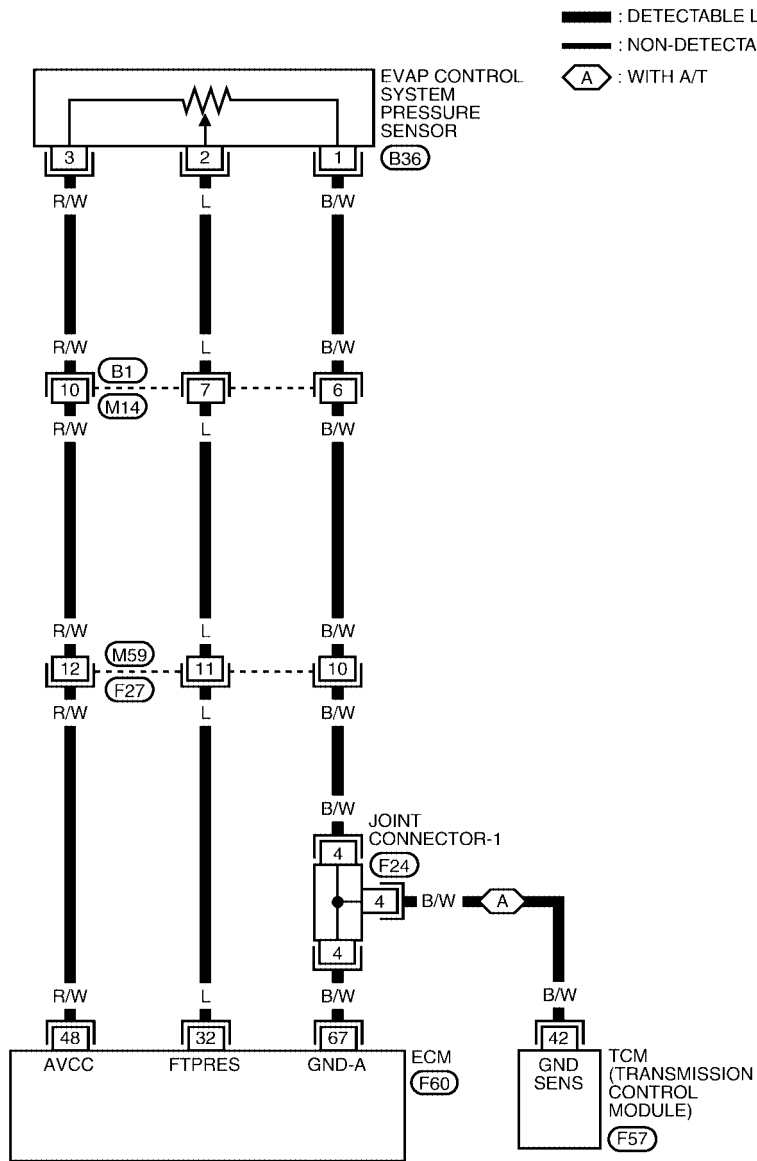 : DETECTABLE L
: NON-DETECTA
A : WITH A/T
EVAP CONTROL
SYSTEM
PRESSURE
SENSOR
B36
3 2 1
R/W L B/W
R/W L B/W
B1
10 7 6
M14
R/W L B/W
R/W L B/W
M59
12 11 10
F27
R/W L B/W
B/W
JOINT
CONNECTOR-1
F24
4
4 B/W A
4
R/W L B/W B/W
48 32 67 42
AVCC FTPRES GND-A
ECM
F60
GND
SENS
TCM
(TRANSMISSION
CONTROL
MODULE)
F57